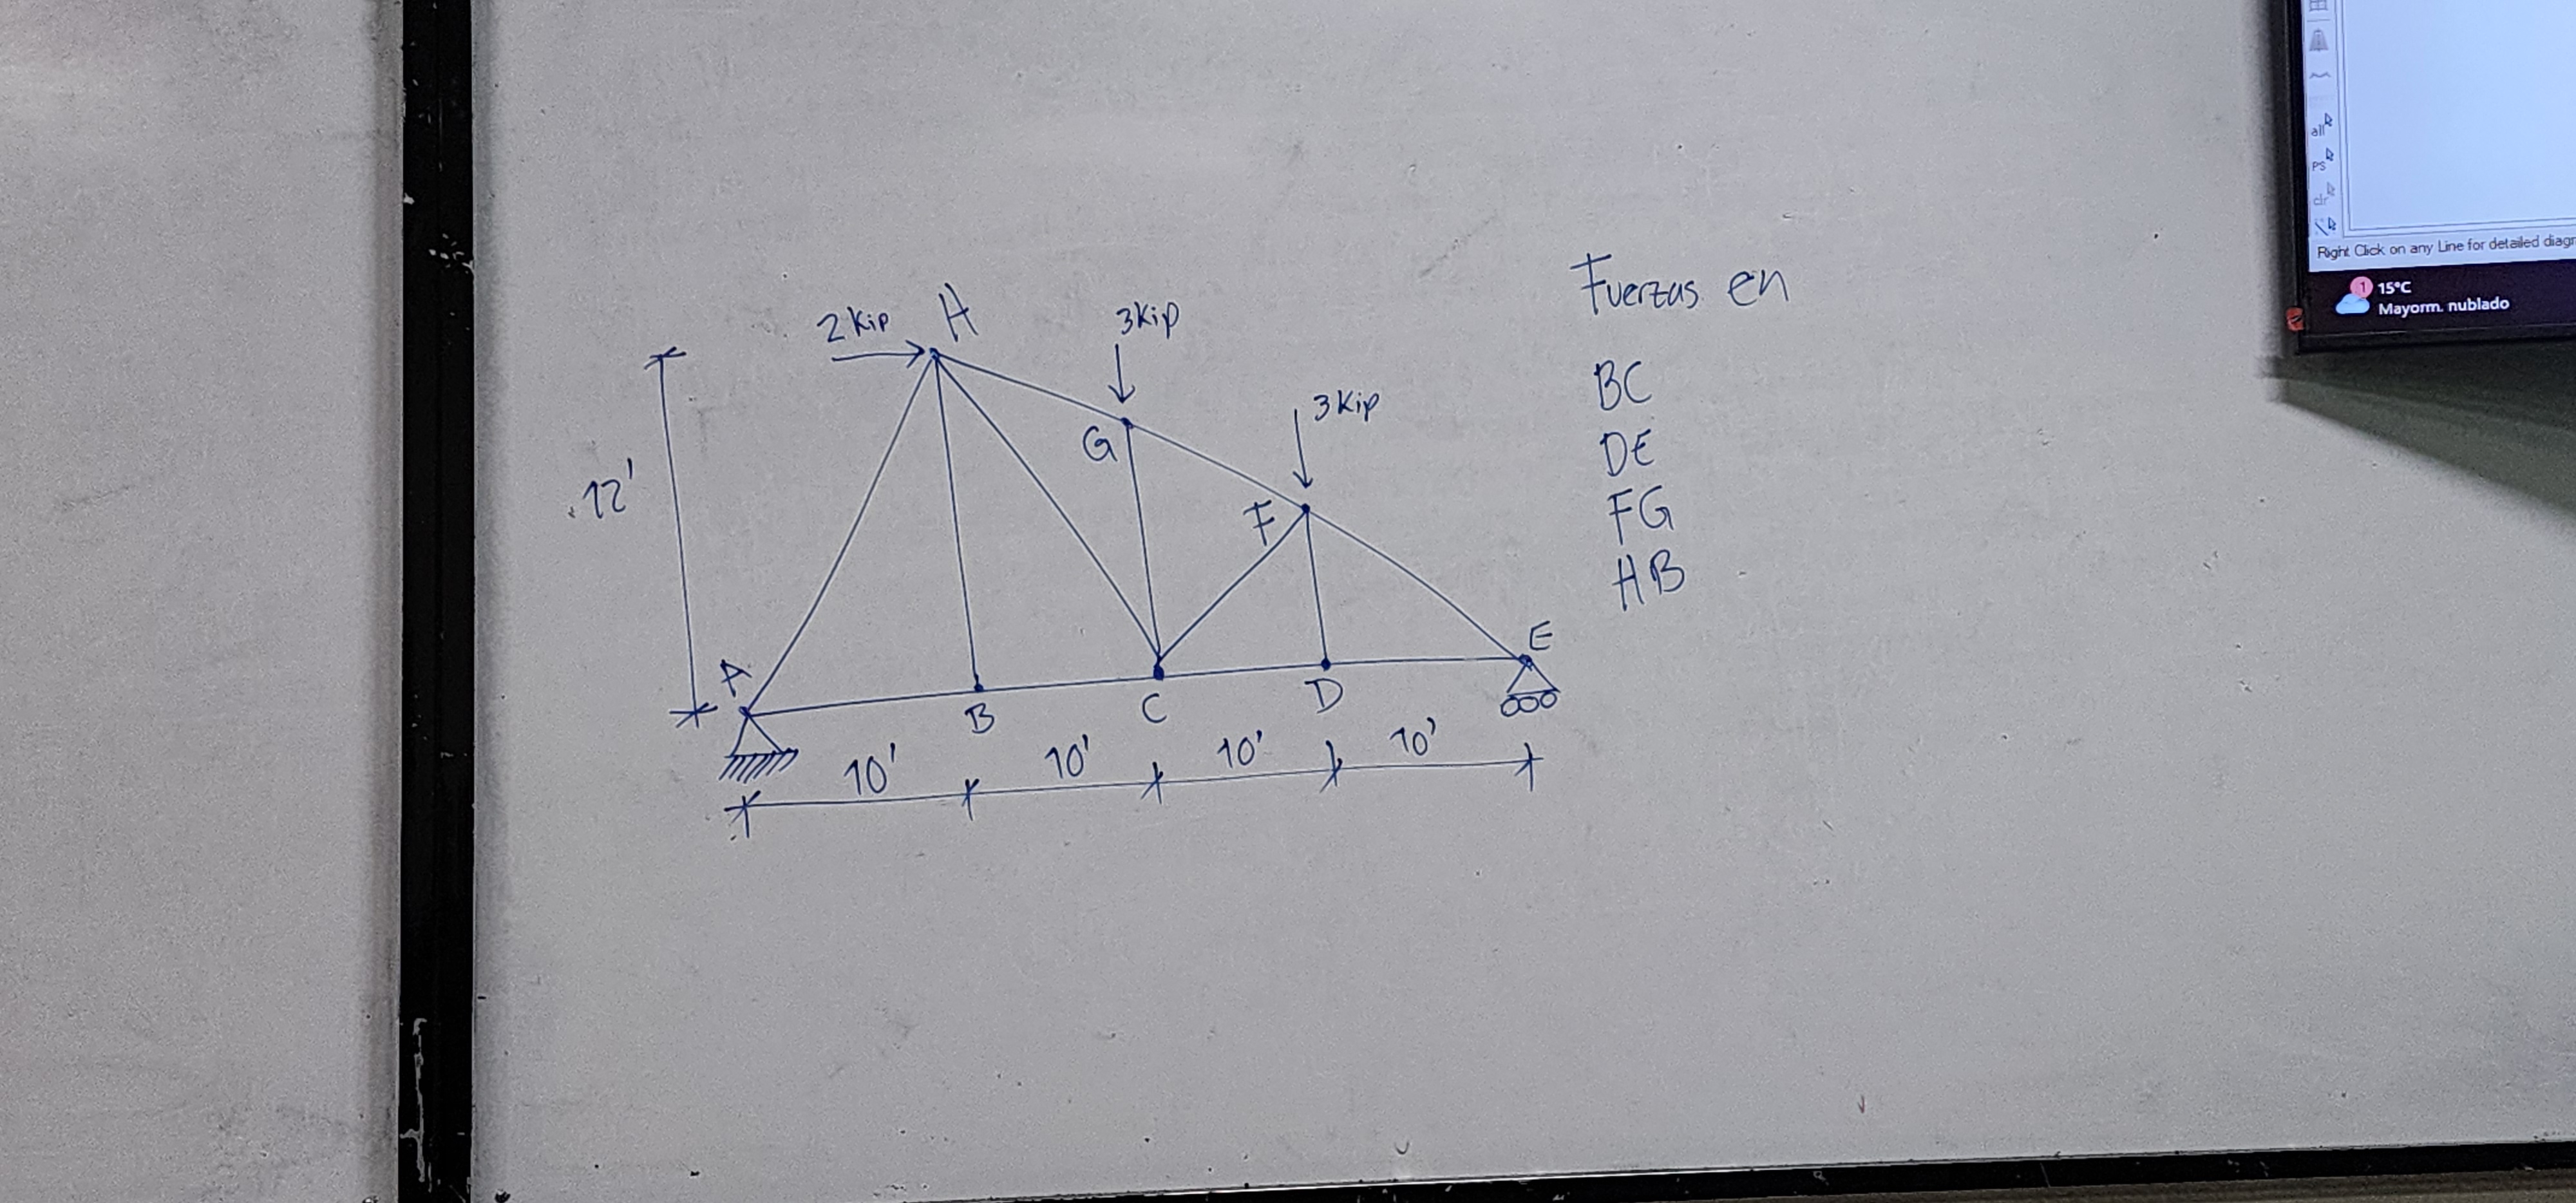 Fuerzas en
BC
DE
FG
HB
2 Kip
H
3Kip
3 Kip
G
F
12'
A
B
C
D
E
10'
10'
10'
10'
all
PS
clr
Right Click on any Line for detailed diagr
1
15°C
Mayorm. nublado